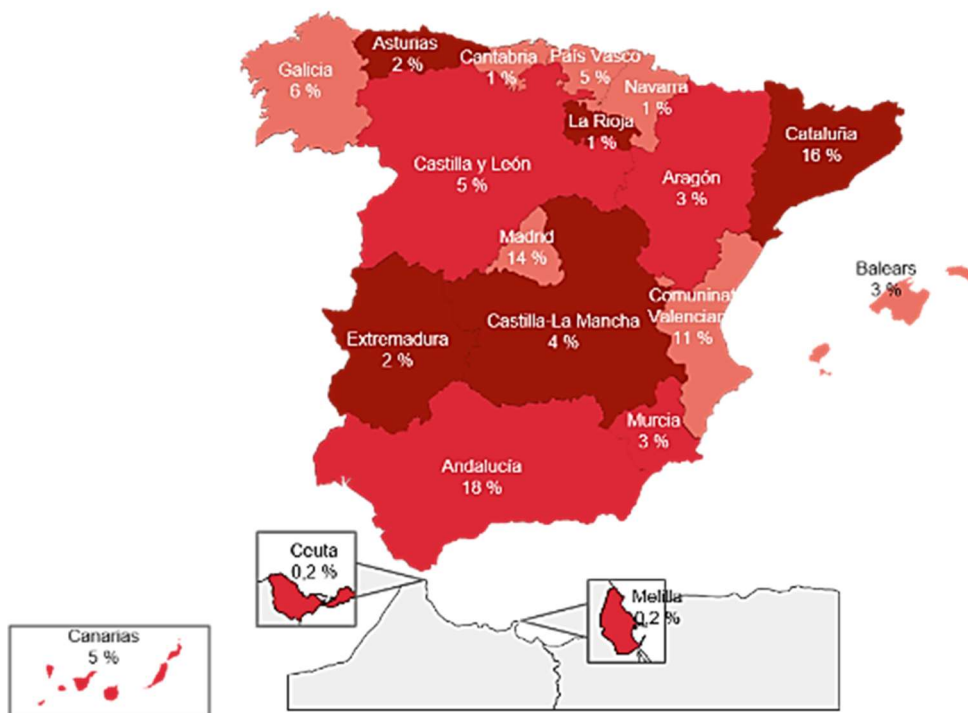 Asturias
2 %
Cantabria
1 %
País Vasco
5 %
Galicia
6 %
Navarra
1 %
La Rioja
1 %
Cataluña
16 %
Castilla y León
5 %
Aragón
3 %
Madrid
14 %
Balears
3 %
Comuninat
Valencian
11 %
Castilla-La Mancha
4 %
Extremadura
2 %
Murcia
3 %
Andalucía
18 %
Ceuta
0,2 %
Melilla
0,2 %
Canarias
5 %